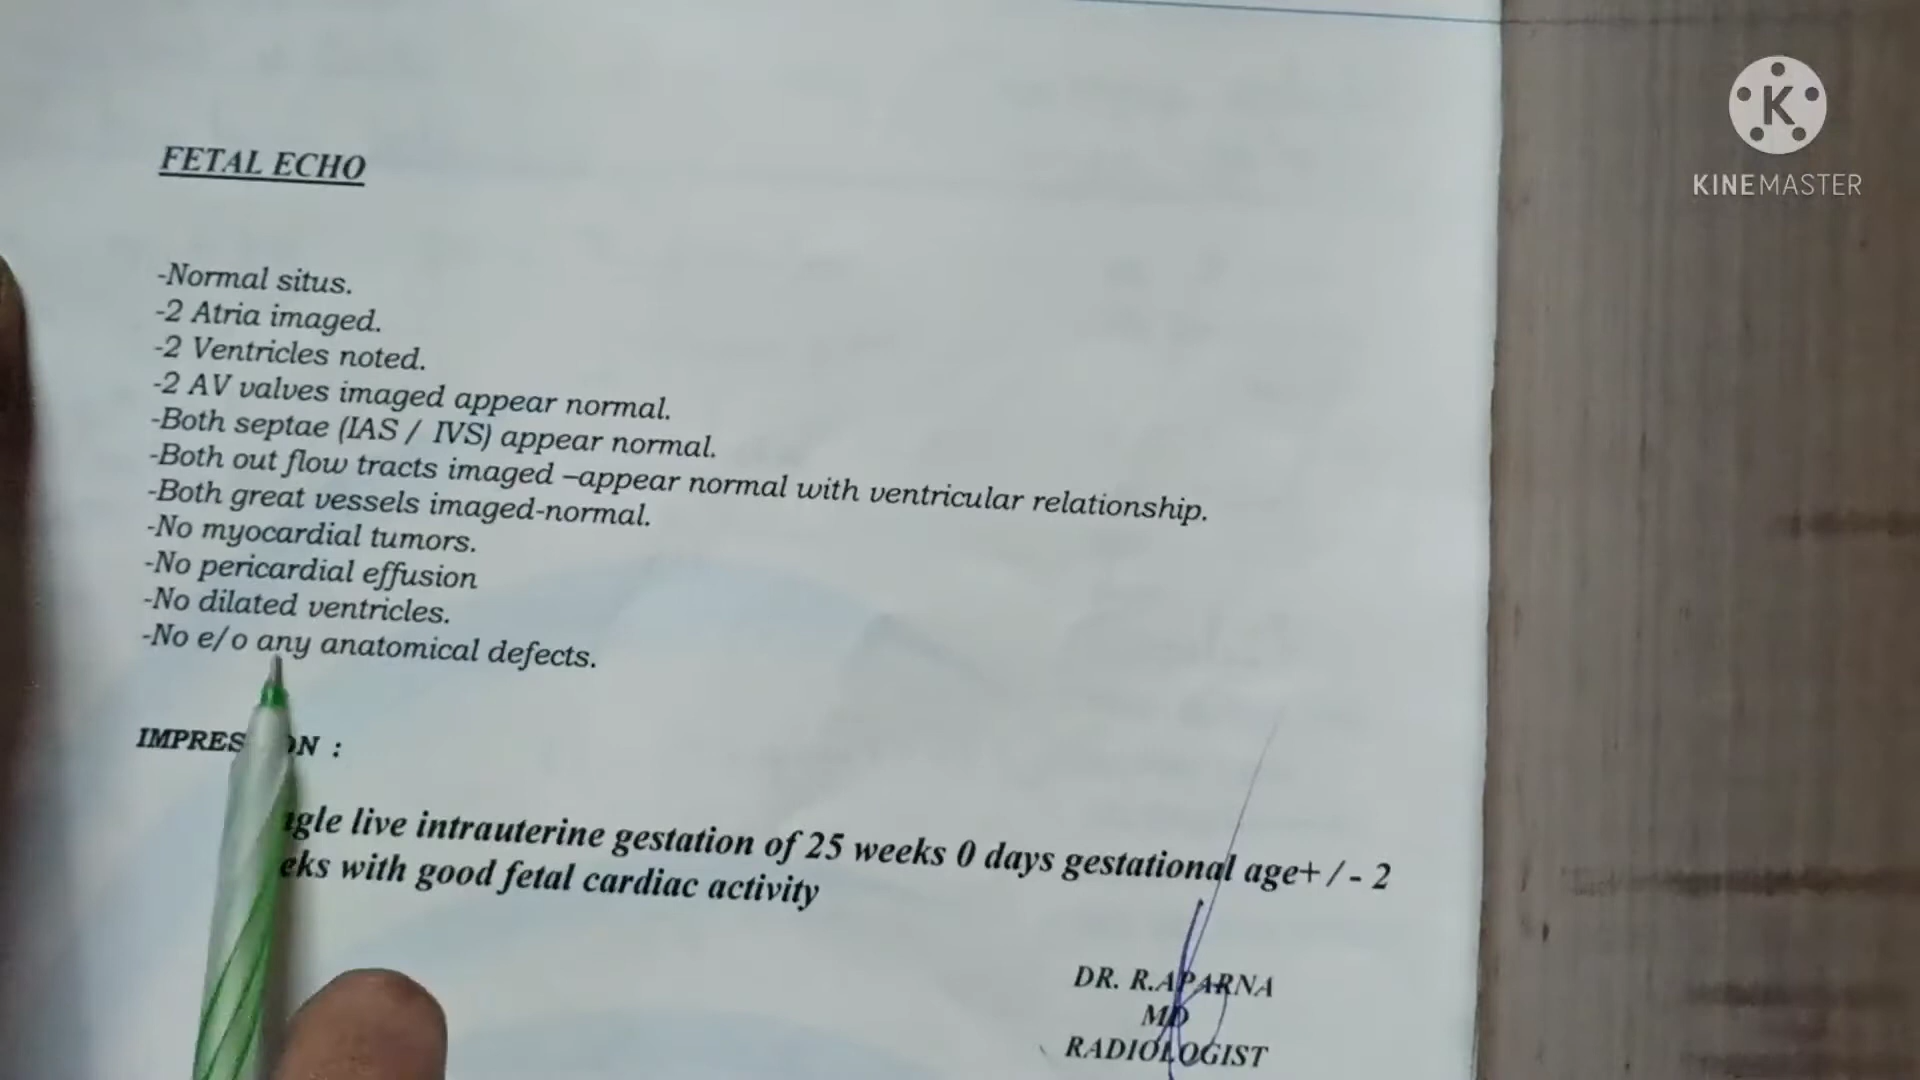 FETAL ECHO
-Normal situs.
-2 Atria imaged.
-2 Ventricles noted.
-2 AV valves imaged appear normal.
-Both septae (IAS / IVS) appear normal.
-Both out flow tracts imaged –appear normal with ventricular relationship.
-Both great vessels imaged-normal.
-No myocardial tumors.
-No pericardial effusion
-No dilated ventricles.
-No e/o any anatomical defects.
IMPRES ON :
live intrauterine gestation of 25 weeks 0 days gestational age+/- 2
with good fetal cardiac activity
DR. R.APARNA
MD
RADIOLOGIST
K
KINEMASTER